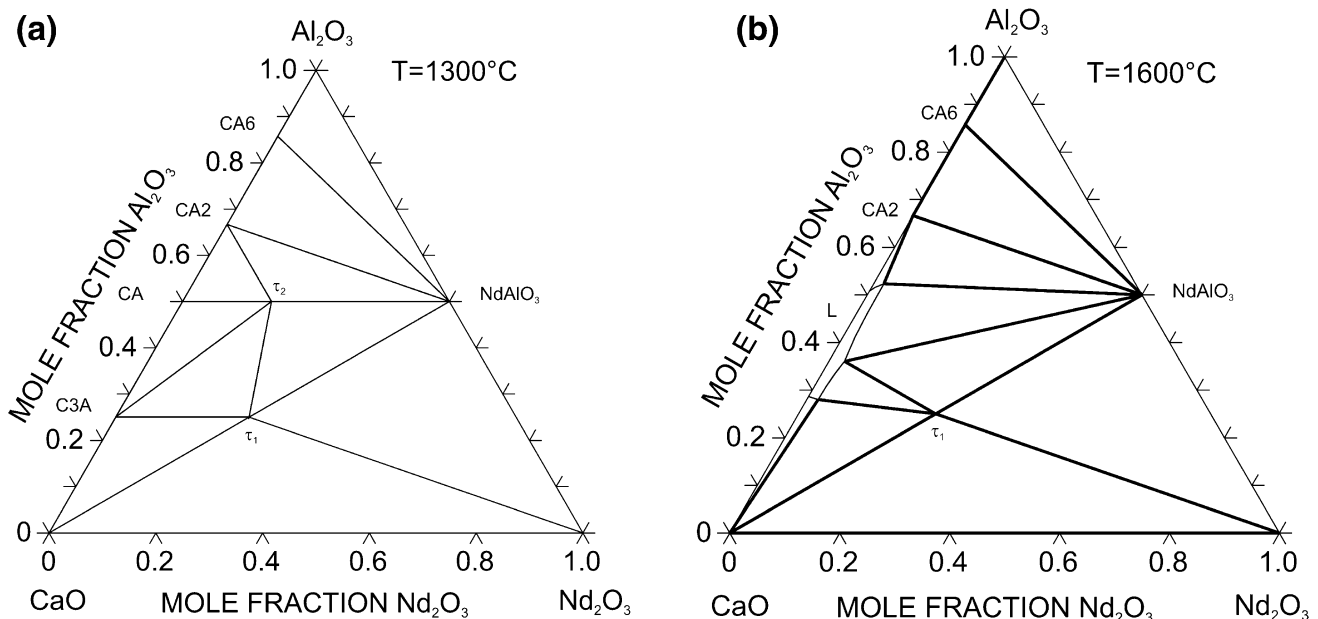 (a)
Al₂O₃
T=1300°C
1.0
CA6
0.8
MOLE FRACTION Al₂O₃
CA2
0.6
CA
τ₂
NdAlO₃
0.4
C3A
0.2
τ₁
0
0 0.2 0.4 0.6 0.8 1.0
CaO MOLE FRACTION Nd₂O₃ Nd₂O₃
(b)
Al₂O₃
T=1600°C
1.0
CA6
0.8
MOLE FRACTION Al₂O₃
CA2
0.6
NdAlO₃
L
0.4
0.2
τ₁
0
0 0.2 0.4 0.6 0.8 1.0
CaO MOLE FRACTION Nd₂O₃ Nd₂O₃